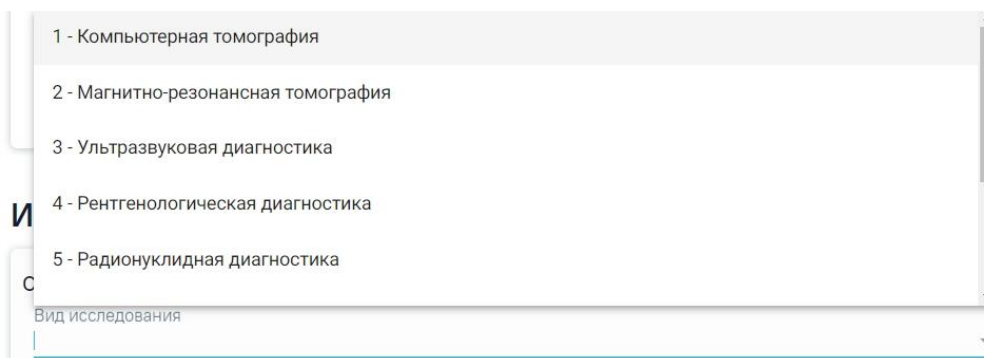 1 - Компьютерная томография
2 - Магнитно-резонансная томография
3 - Ультразвуковая диагностика
4 - Рентгенологическая диагностика
И
5 - Радионуклидная диагностика
О
Вид исследования